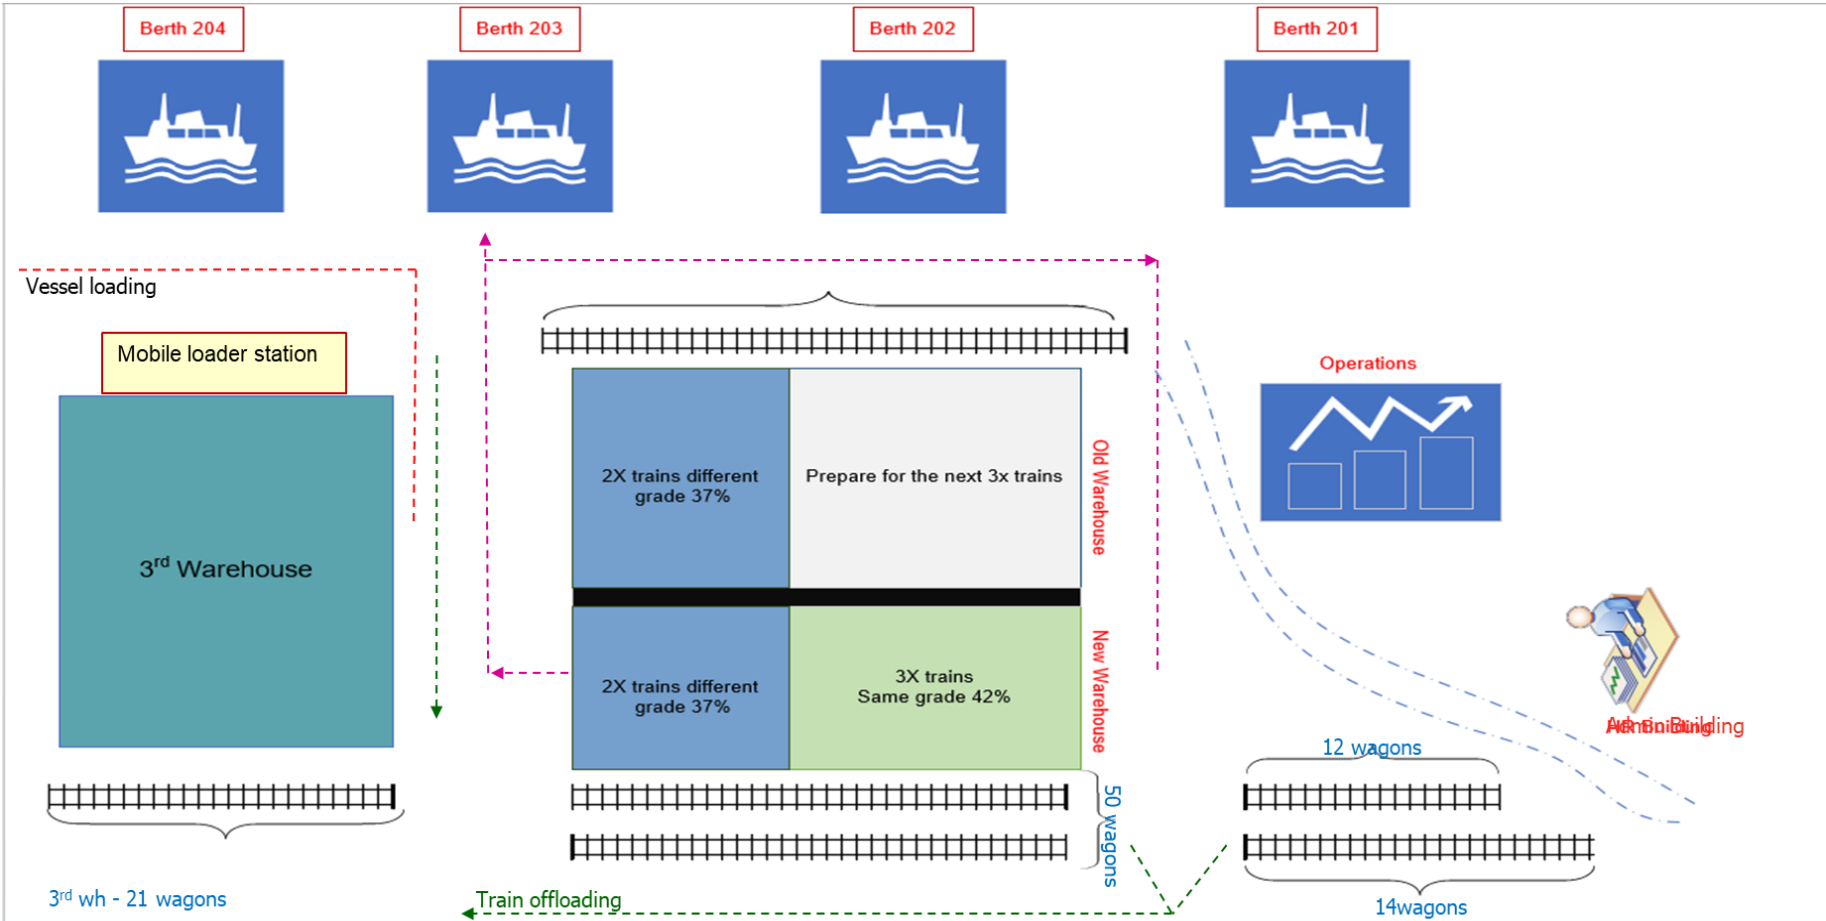 Berth 204
Berth 203
Berth 202
Berth 201
Vessel loading
Mobile loader station
Operations
2X trains different
grade 37%
Prepare for the next 3x trains
Old Warehouse
3rd Warehouse
2X trains different
grade 37%
3X trains
Same grade 42%
New Warehouse
Admin Building
12 wagons
50 wagons
3rd wh - 21 wagons
Train offloading
14wagons